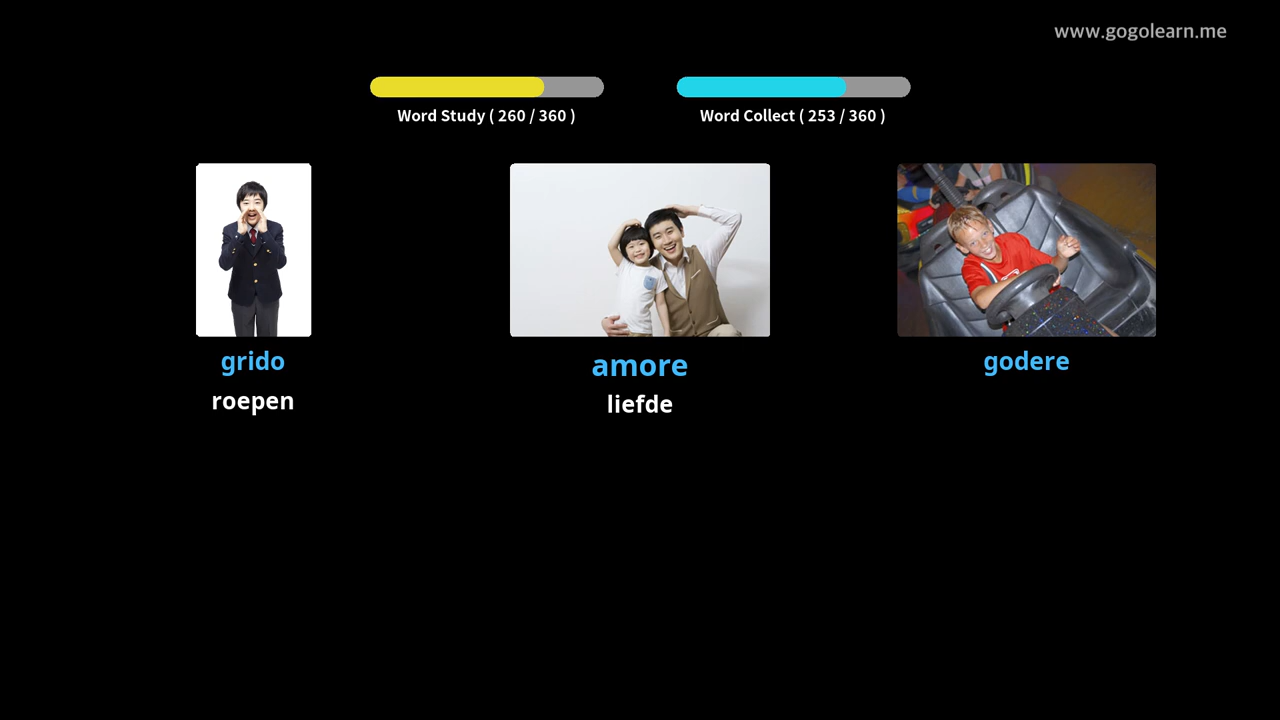 www.gogolearn.me
Word Study ( 260 / 360 )
Word Collect ( 253 / 360 )
grido
roepen
amore
liefde
godere